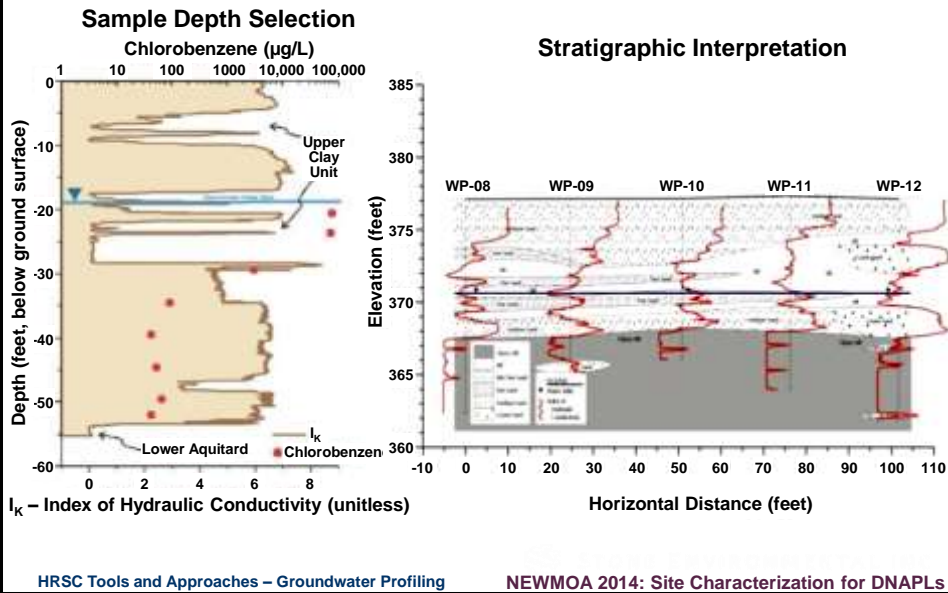 Sample Depth Selection
Chlorobenzene (µg/L)
1 10 100 1000 10,000 100,000
0
-10
-20
-30
-40
-50
-60
Depth (feet, below ground surface)
Upper
Clay
Unit
Lower Aquitard
IK
Chlorobenzene
0 2 4 6 8
IK – Index of Hydraulic Conductivity (unitless)
Stratigraphic Interpretation
385
380
375
370
365
360
Elevation (feet)
WP-08 WP-09 WP-10 WP-11 WP-12
-10 0 10 20 30 40 50 60 70 80 90 100 110
Horizontal Distance (feet)
HRSC Tools and Approaches – Groundwater Profiling
NEWMOA 2014: Site Characterization for DNAPLs